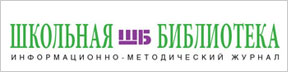 ШКОЛЬНАЯ ШБ БИБЛИОТЕКА
ИНФОРМАЦИОННО-МЕТОДИЧЕСКИЙ ЖУРНАЛ